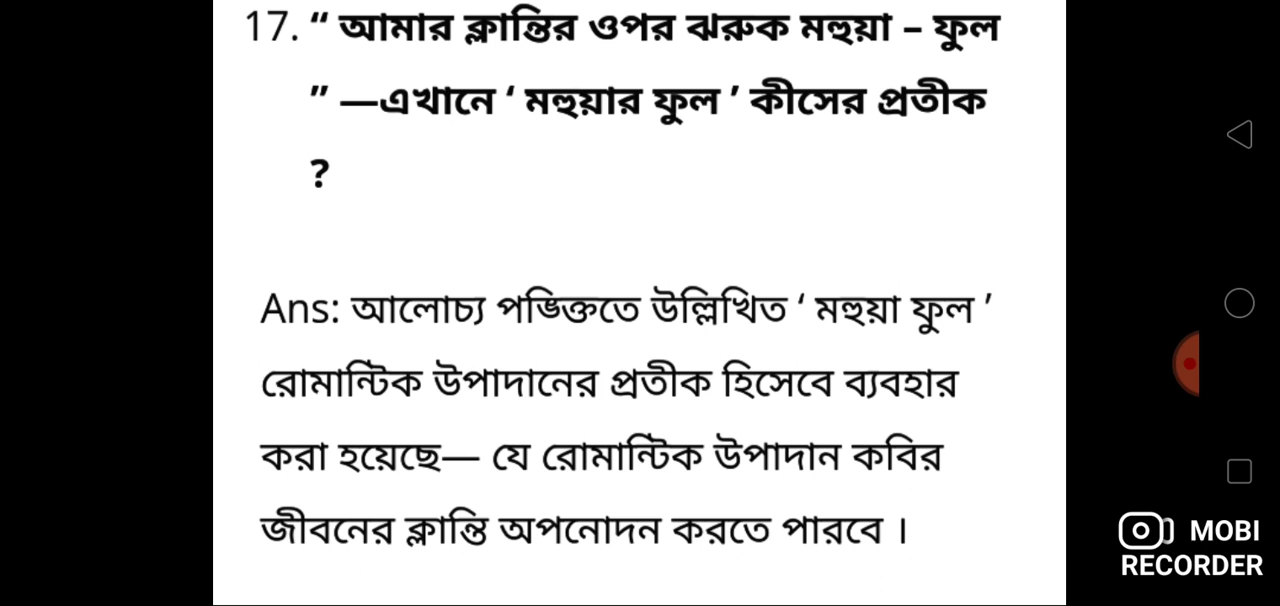 17. “ আমার ক্লান্তির ওপর ঝরুক মহুয়া – ফুল
” —এখানে ‘ মহুয়ার ফুল ’ কীসের প্রতীক
?
Ans: আলোচ্য পঙক্তিতে উল্লিখিত ‘ মহুয়া ফুল ’
রোমান্টিক উপাদানের প্রতীক হিসেবে ব্যবহার
করা হয়েছে— যে রোমান্টিক উপাদান কবির
জীবনের ক্লান্তি অপনোদন করতে পারবে ।
MOBI
RECORDER